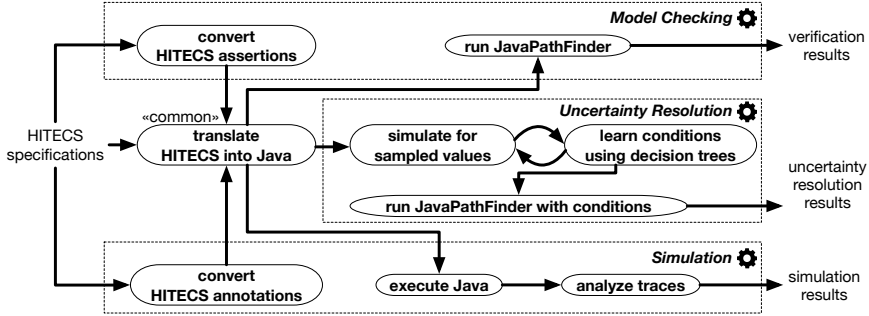 Model Checking
convert
HITECS assertions
run JavaPathFinder
verification
results
«common»
Uncertainty Resolution
HITECS
specifications
translate
HITECS into Java
simulate for
sampled values
learn conditions
using decision trees
run JavaPathFinder with conditions
uncertainty
resolution
results
Simulation
convert
HITECS annotations
execute Java
analyze traces
simulation
results